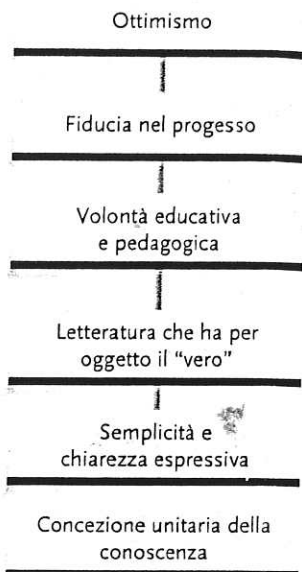 Ottimismo
Fiducia nel progesso
Volontà educativa
e pedagogica
Letteratura che ha per
oggetto il "vero"
Semplicità e
chiarezza espressiva
Concezione unitaria della
conoscenza